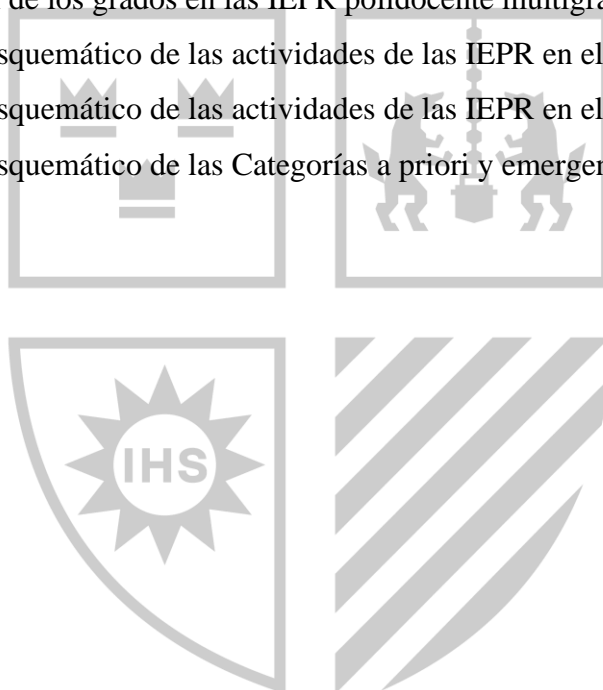 de los grados en las IEPR polidocente multigra
squemático de las actividades de las IEPR en el
squemático de las actividades de las IEPR en el
squemático de las Categorías a priori y emerger
IHS